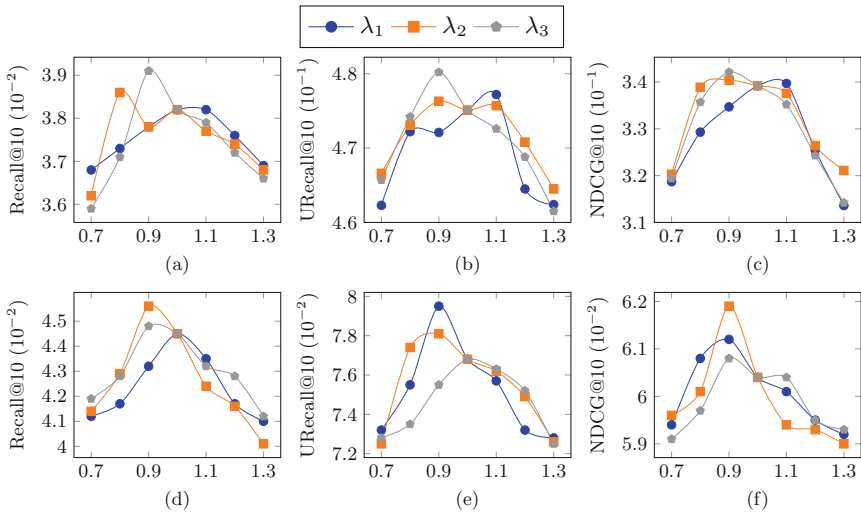 λ1 λ2 λ3
Recall@10 (10−2)
3.9
3.8
3.7
3.6
0.7 0.9 1.1 1.3
(a)
URecall@10 (10−1)
4.8
4.7
4.6
0.7 0.9 1.1 1.3
(b)
NDCG@10 (10−1)
3.4
3.3
3.2
3.1
0.7 0.9 1.1 1.3
(c)
Recall@10 (10−2)
4.5
4.4
4.3
4.2
4.1
4
0.7 0.9 1.1 1.3
(d)
URecall@10 (10−2)
8
7.8
7.6
7.4
7.2
0.7 0.9 1.1 1.3
(e)
NDCG@10 (10−2)
6.2
6.1
6
5.9
0.7 0.9 1.1 1.3
(f)